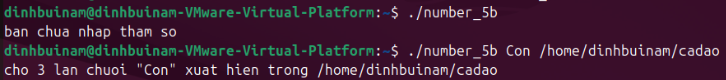 dinhbuinam@dinhbuinam-VMware-Virtual-Platform:~$ ./number_5b
ban chua nhap tham so
dinhbuinam@dinhbuinam-VMware-Virtual-Platform:~$ ./number_5b Con /home/dinhbuinam/cadao
cho 3 lan chuoi "Con" xuat hien trong /home/dinhbuinam/cadao